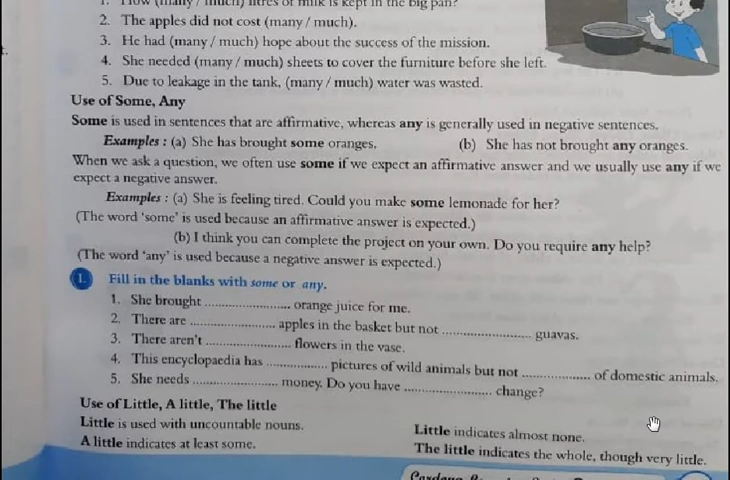 1. How (many / much) litres of milk is kept in the big pan?
2. The apples did not cost (many / much).
3. He had (many / much) hope about the success of the mission.
4. She needed (many / much) sheets to cover the furniture before she left.
5. Due to leakage in the tank, (many / much) water was wasted.
Use of Some, Any
Some is used in sentences that are affirmative, whereas any is generally used in negative sentences.
Examples : (a) She has brought some oranges. (b) She has not brought any oranges.
When we ask a question, we often use some if we expect an affirmative answer and we usually use any if we
expect a negative answer.
Examples : (a) She is feeling tired. Could you make some lemonade for her?
(The word 'some' is used because an affirmative answer is expected.)
(b) I think you can complete the project on your own. Do you require any help?
(The word 'any' is used because a negative answer is expected.)
I. Fill in the blanks with some or any.
1. She brought ........................ orange juice for me.
2. There are ........................ apples in the basket but not ........................ guavas.
3. There aren't ........................ flowers in the vase.
4. This encyclopaedia has ................. pictures of wild animals but not ................... of domestic animals.
5. She needs ........................ money. Do you have ........................ change?
Use of Little, A little, The little
Little is used with uncountable nouns. Little indicates almost none.
A little indicates at least some. The little indicates the whole, though very little.